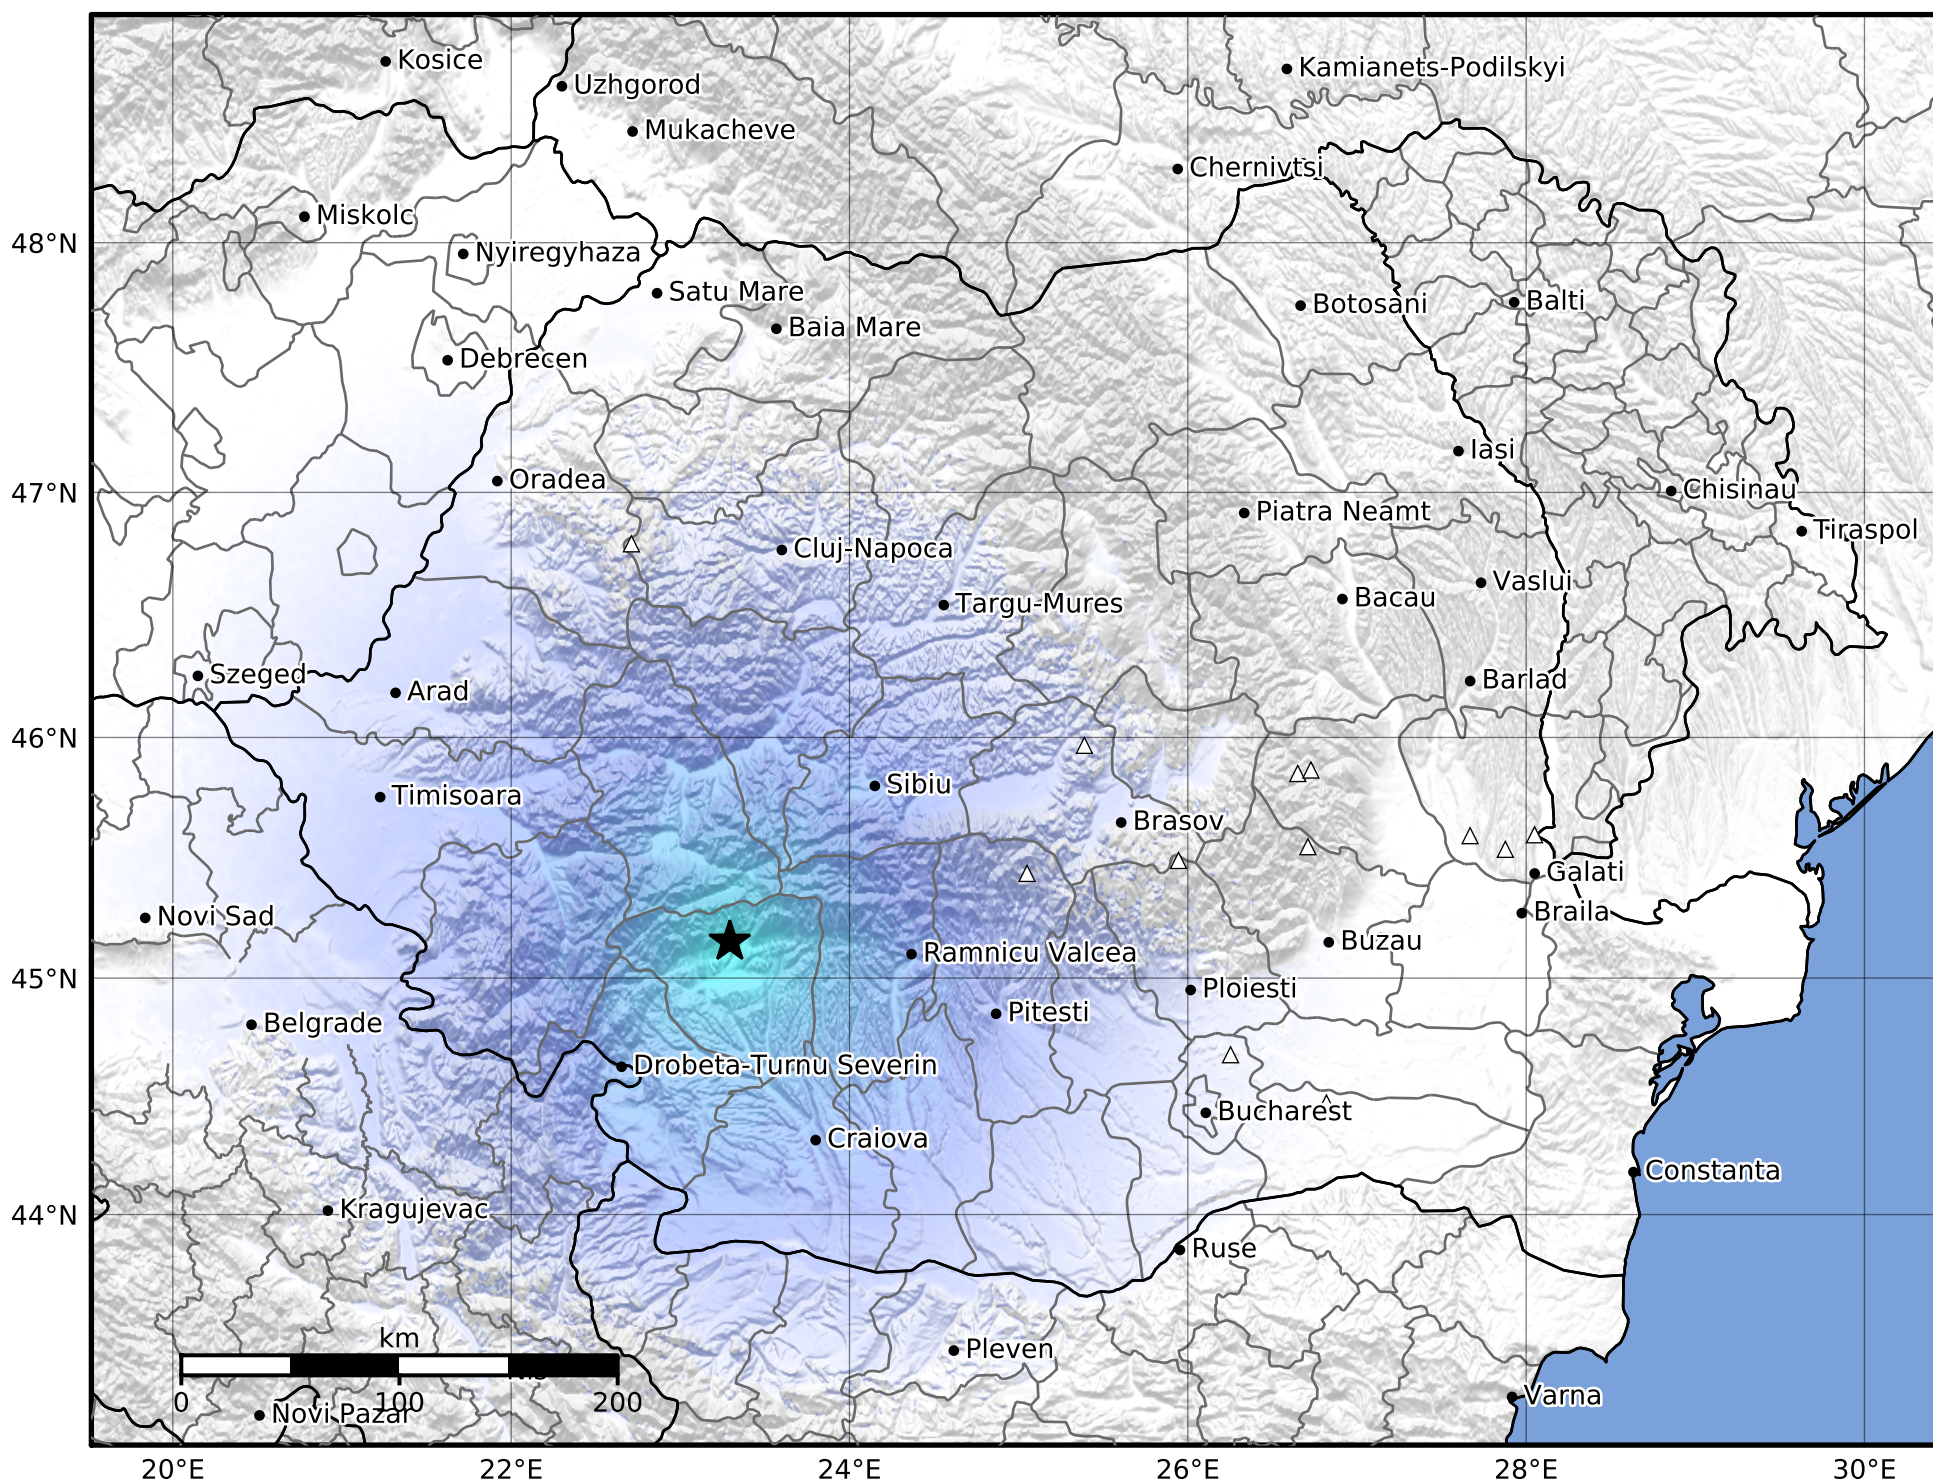 Kosice
Kamianets-Podilskyi
Uzhgorod
Mukacheve
Chernivtsi
Miskolc
48°N
Nyiregyhaza
Satu Mare
Botosani
Balti
Baia Mare
Debrecen
Iasi
Oradea
47°N
Chisinau
Piatra Neamt
Tiraspol
Cluj-Napoca
Vaslui
Bacau
Targu-Mures
Szeged
Barlad
Arad
46°N
Sibiu
Timisoara
Brasov
Galati
Braila
Novi Sad
Buzau
Ramnicu Valcea
45°N
Ploiesti
Pitesti
Belgrade
Drobeta-Turnu Severin
Bucharest
Craiova
Constanta
Kragujevac
44°N
Ruse
km
Pleven
0 100 200
Varna
Novi Pazar
20°E 22°E 24°E 26°E 28°E 30°E